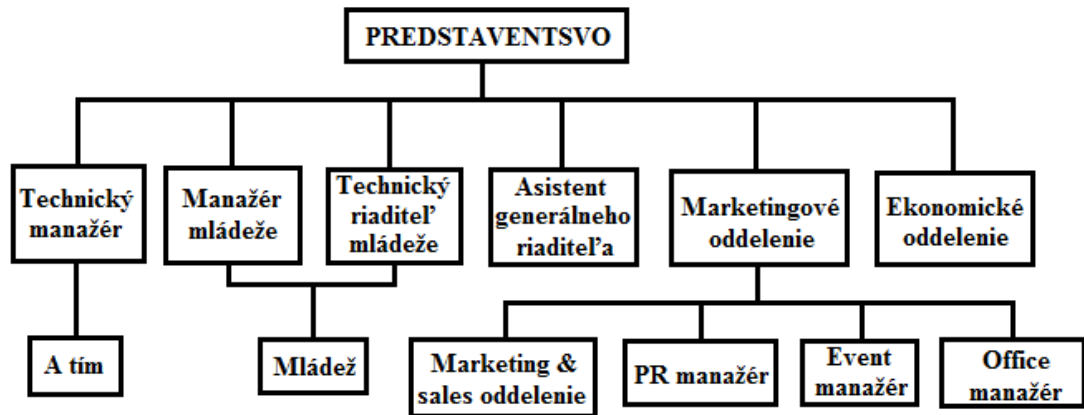 PREDSTAVENTSVO
Technický
manažér
Manažér
mládeže
Technický
riaditeľ
mládeže
Asistent
generálneho
riaditeľa
Marketingové
oddelenie
Ekonomické
oddelenie
A tím
Mládež
Marketing &
sales oddelenie
PR manažér
Event
manažér
Office
manažér